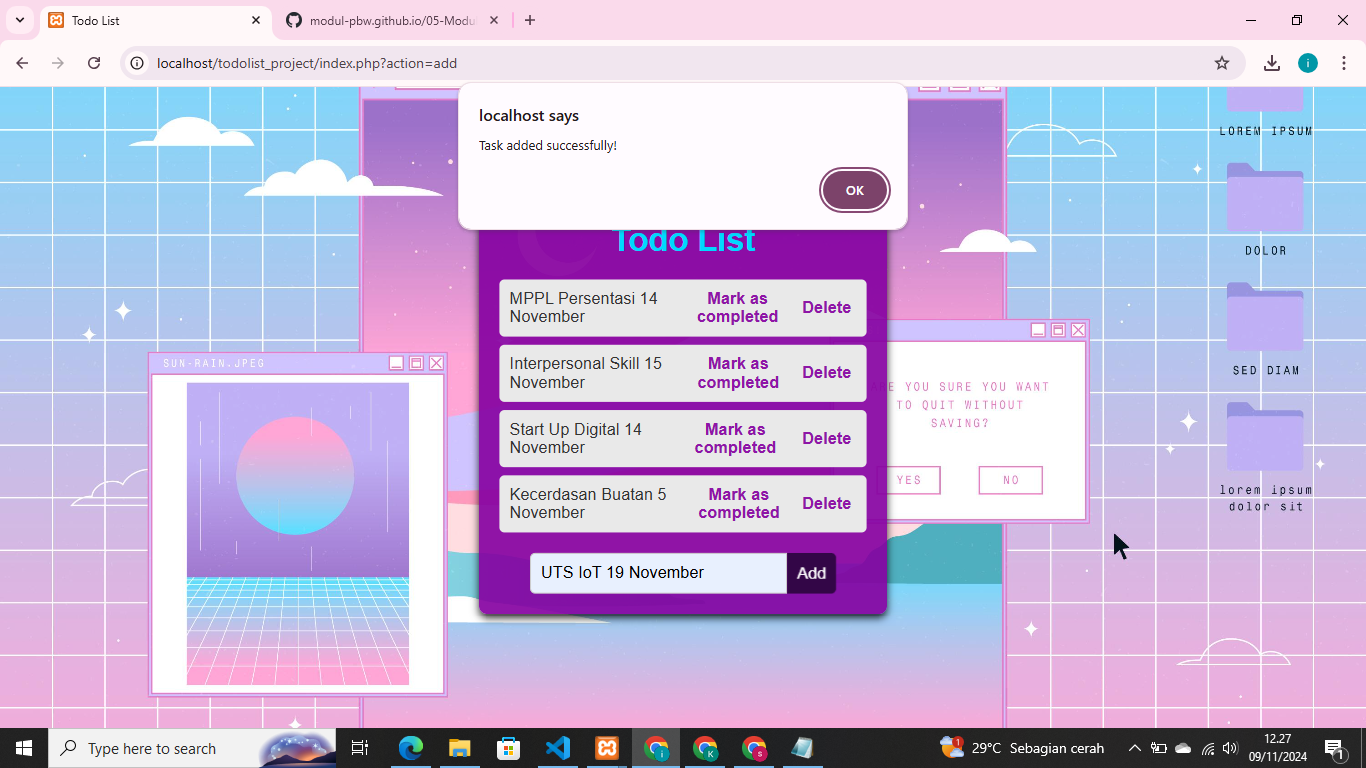 Todo List
modul-pbw.github.io/05-Modu
localhost/todolist_project/index.php?action=add
i
localhost says
Task added successfully!
OK
Todo List
MPPL Persentasi 14 November
Mark as completed
Delete
Interpersonal Skill 15 November
Mark as completed
Delete
Start Up Digital 14 November
Mark as completed
Delete
Kecerdasan Buatan 5 November
Mark as completed
Delete
UTS IoT 19 November
Add
SUN-RAIN.JPEG
YOU SURE YOU WANT
TO QUIT WITHOUT
SAVING?
YES
NO
LOREM IPSUM
DOLOR
SED DIAM
lorem ipsum
dolor sit
Type here to search
29°C Sebagian cerah
12.27
09/11/2024